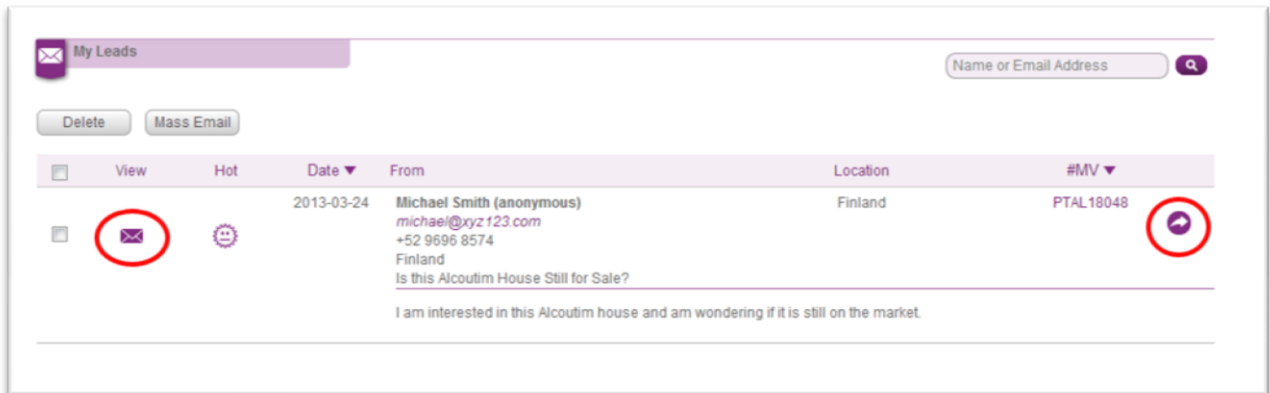 My Leads
Name or Email Address
Delete Mass Email
View Hot Date From Location #MV
2013-03-24 Michael Smith (anonymous) Finland PTAL18048
michael@xyz123.com
+52 9696 8574
Finland
Is this Alcoutim House Still for Sale?
I am interested in this Alcoutim house and am wondering if it is still on the market.